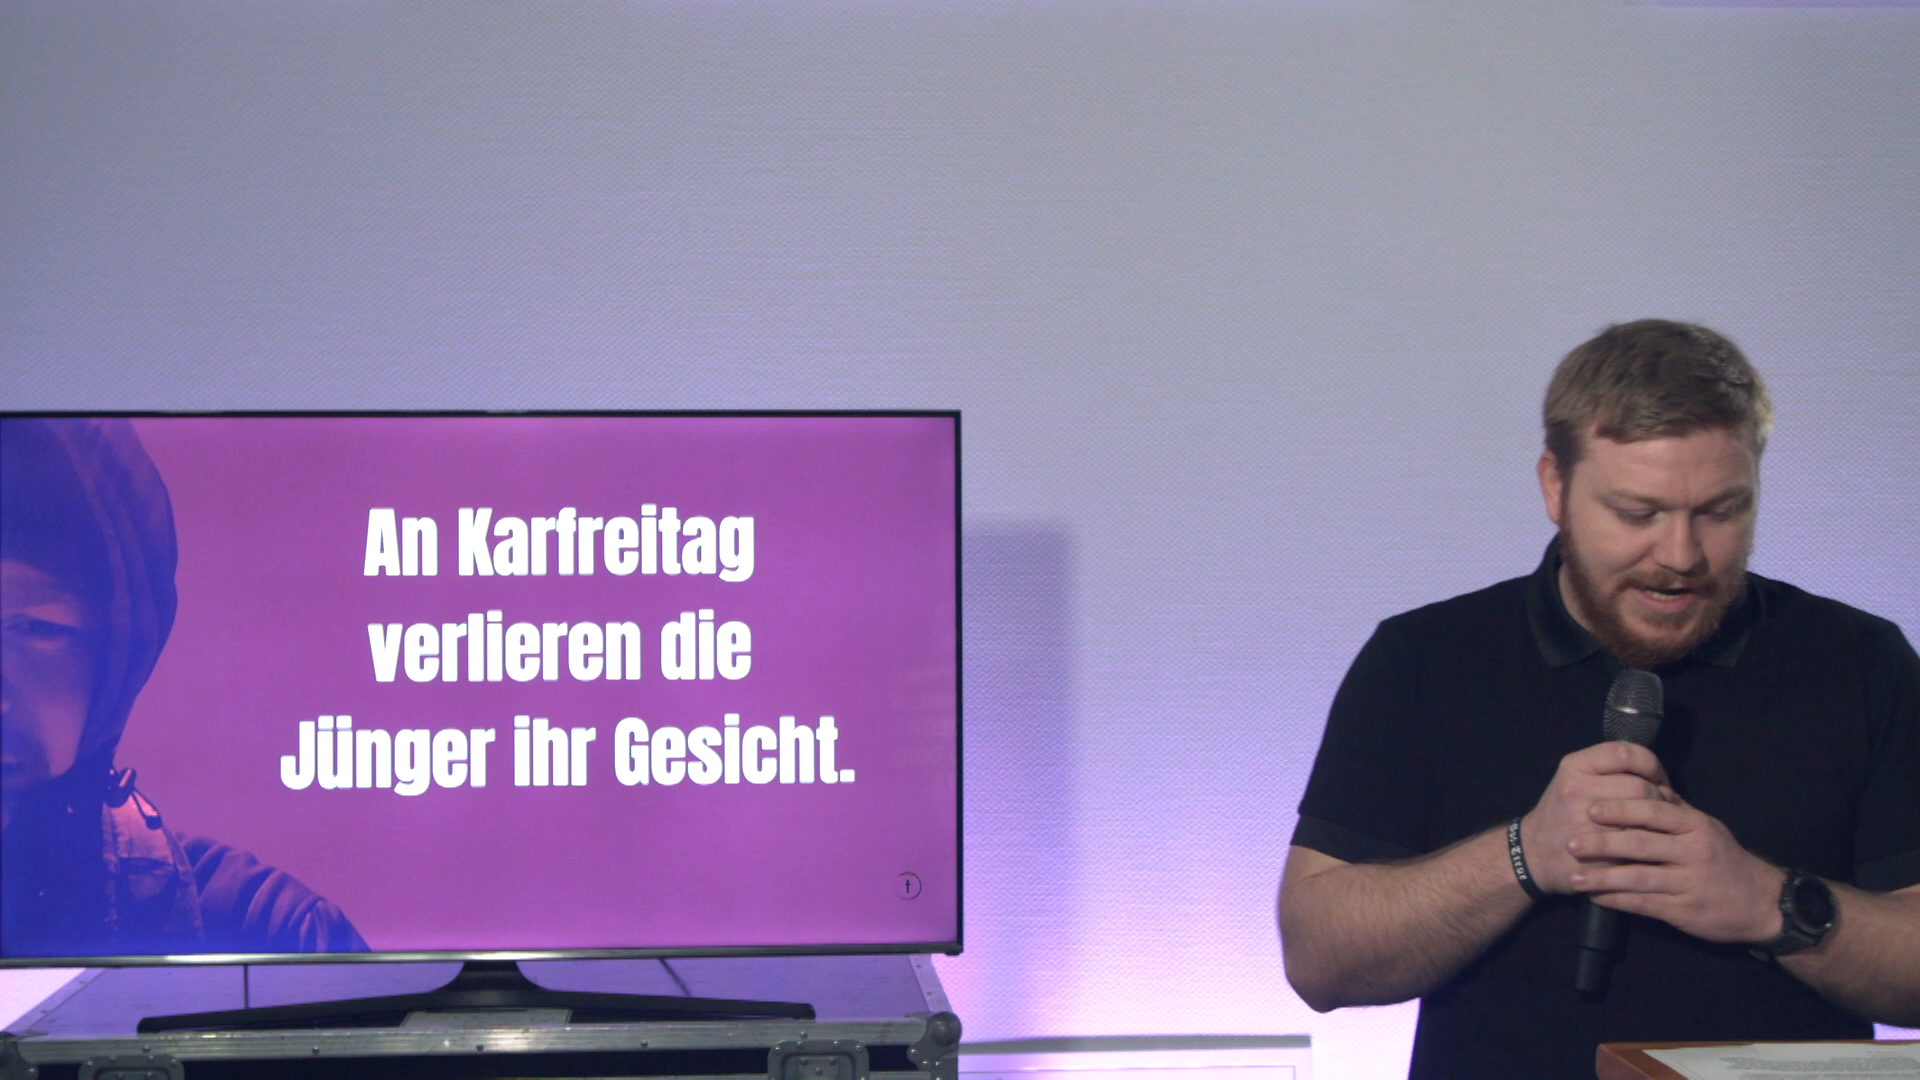 An Karfreitag
verlieren die
Jünger ihr Gesicht.